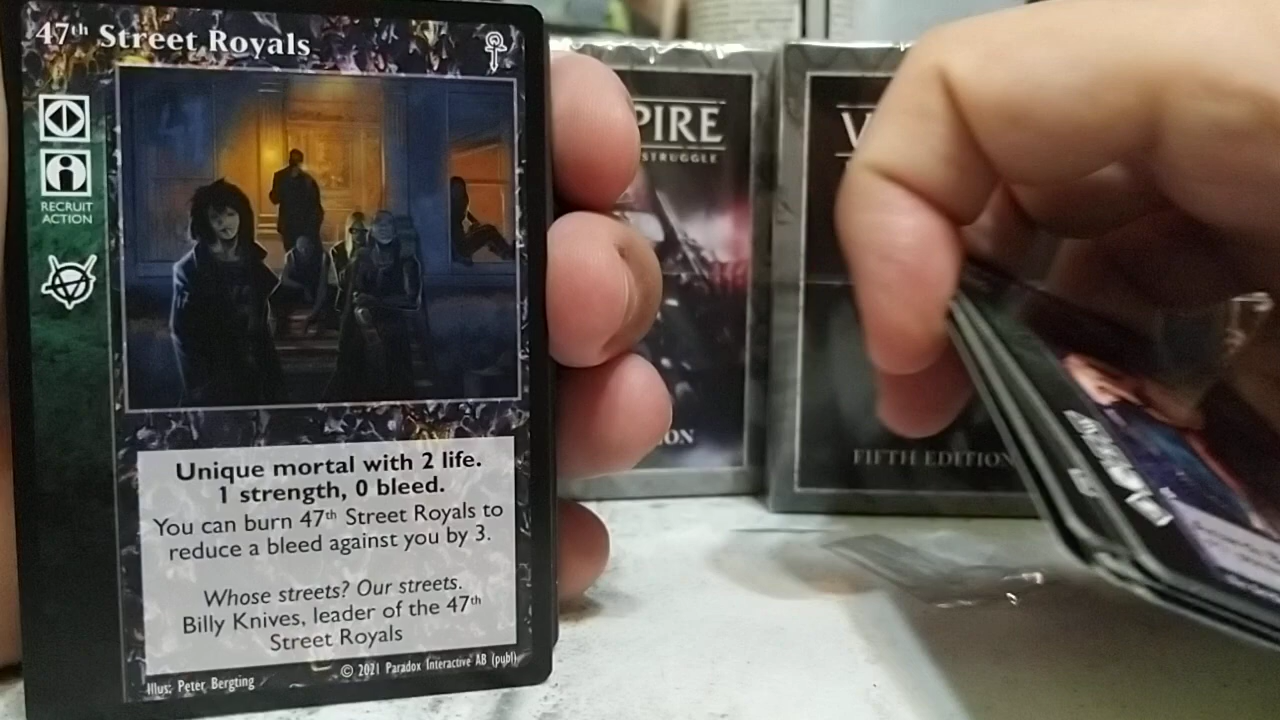 47th Street Royals
RECRUIT
ACTION
Unique mortal with 2 life.
1 strength, 0 bleed.
You can burn 47th Street Royals to
reduce a bleed against you by 3.
Whose streets? Our streets.
Billy Knives, leader of the 47th
Street Royals
Illus: Peter Bergting
© 2021 Paradox Interactive AB (publ)
PIRE
STRUGGLE
ION
V
FIFTH EDITION